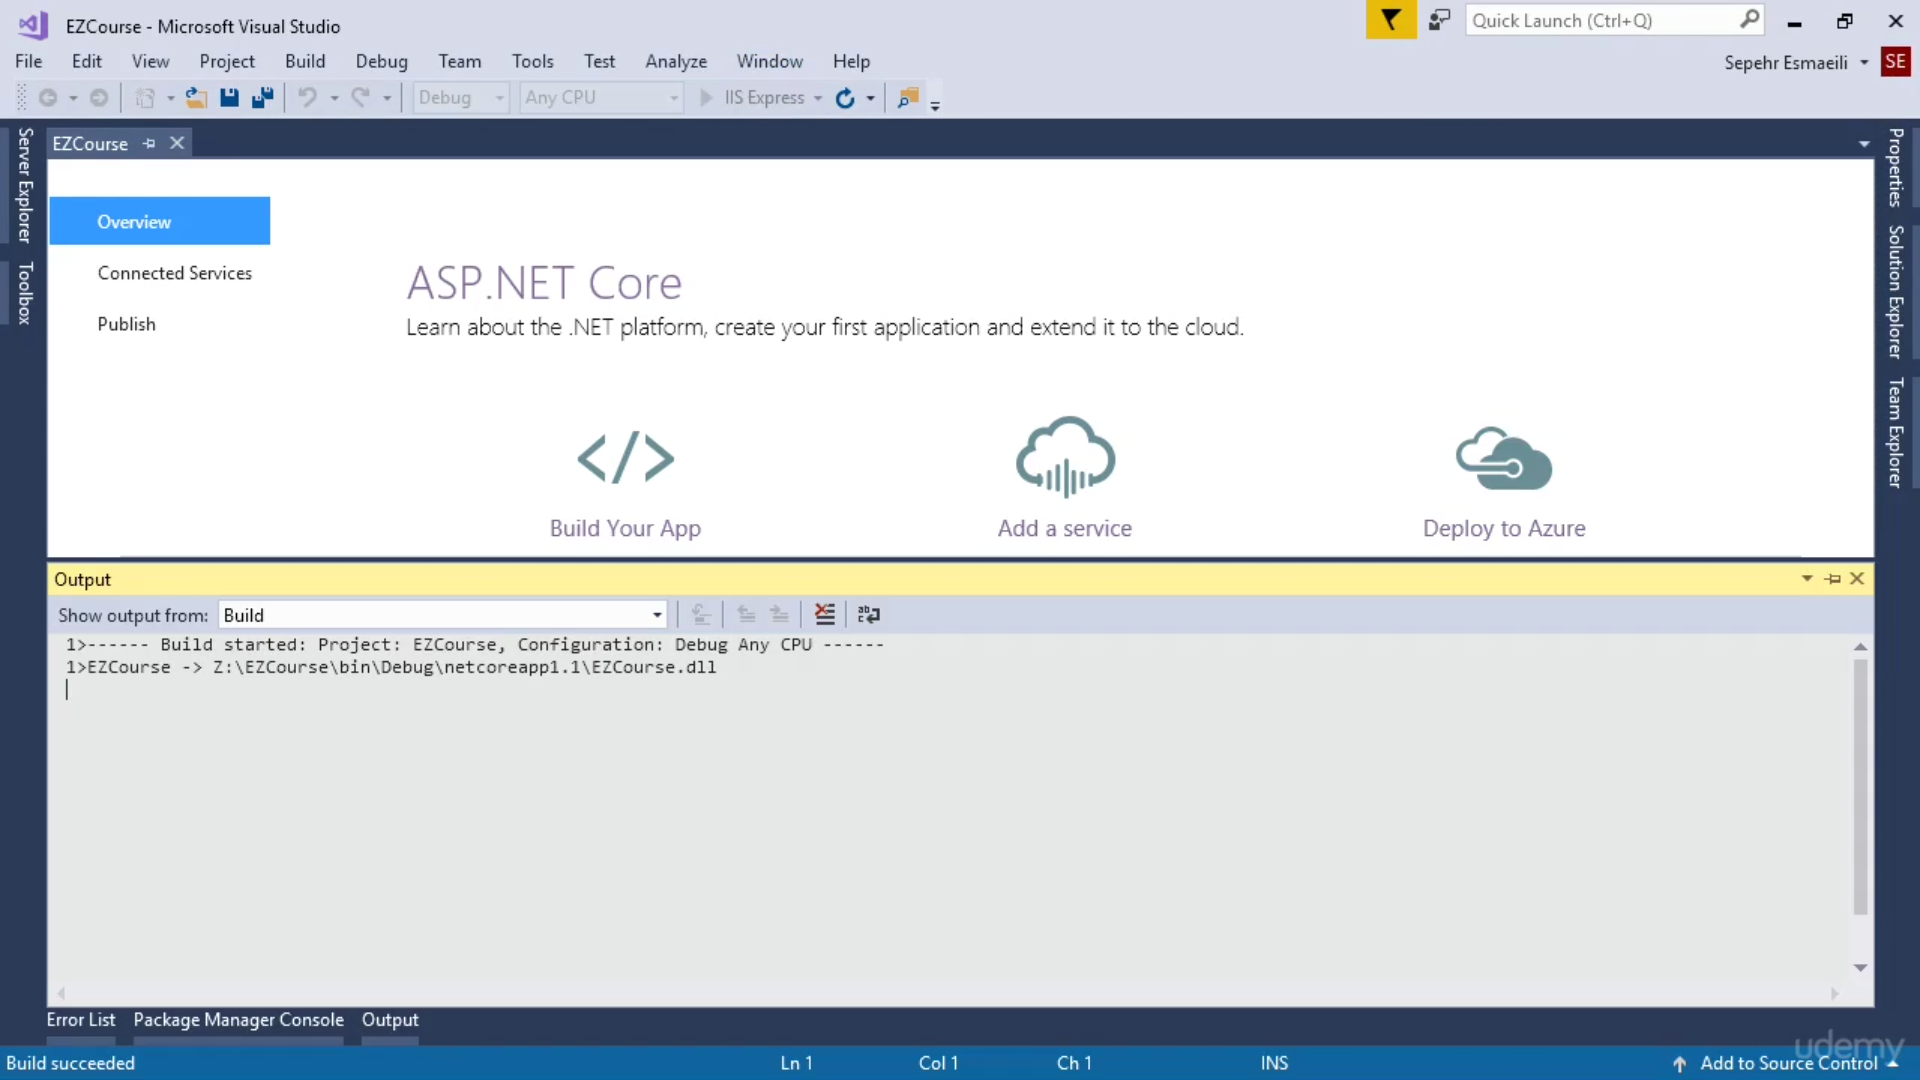 EZCourse - Microsoft Visual Studio
Quick Launch (Ctrl+Q)
File Edit View Project Build Debug Team Tools Test Analyze Window Help
Sepehr Esmaeili SE
Debug Any CPU IIS Express
Server Explorer
Toolbox
EZCourse
Properties
Solution Explorer
Team Explorer
Overview
Connected Services
Publish
ASP.NET Core
Learn about the .NET platform, create your first application and extend it to the cloud.
Build Your App Add a service Deploy to Azure
Output
Show output from: Build
1>------ Build started: Project: EZCourse, Configuration: Debug Any CPU ------
1>EZCourse -> Z:\EZCourse\bin\Debug\netcoreapp1.1\EZCourse.dll
Error List Package Manager Console Output
udemy
Build succeeded Ln 1 Col 1 Ch 1 INS Add to Source Control